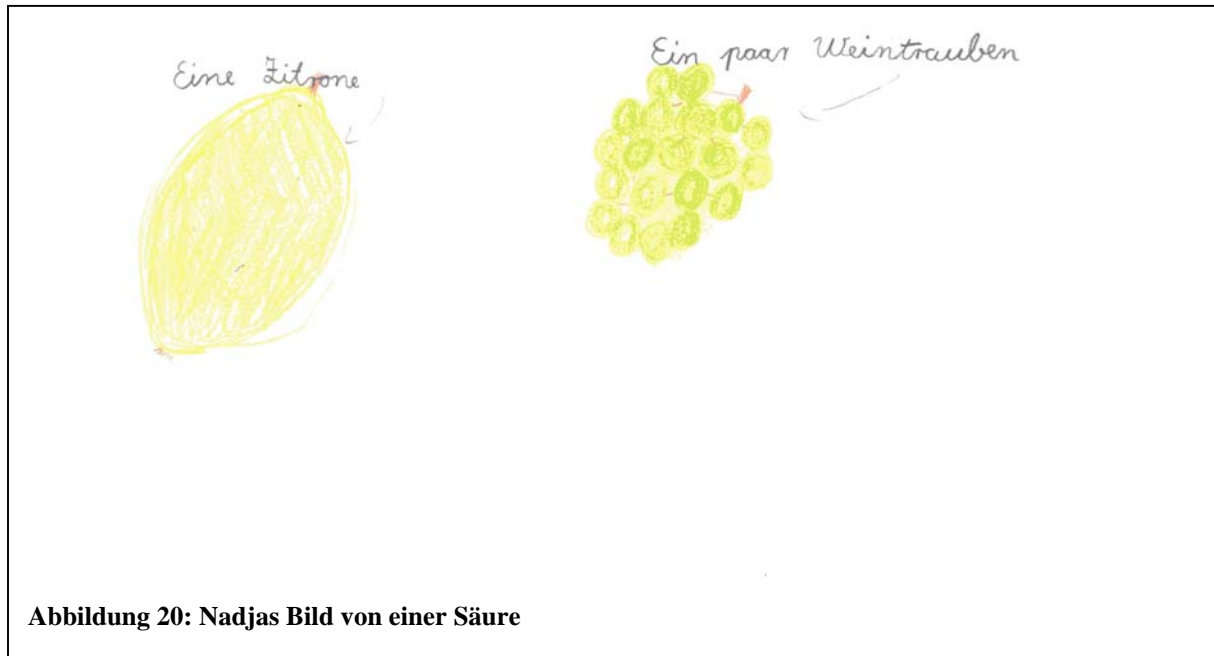 Eine Zitrone
Ein paar Weintrauben
Abbildung 20: Nadjas Bild von einer Säure